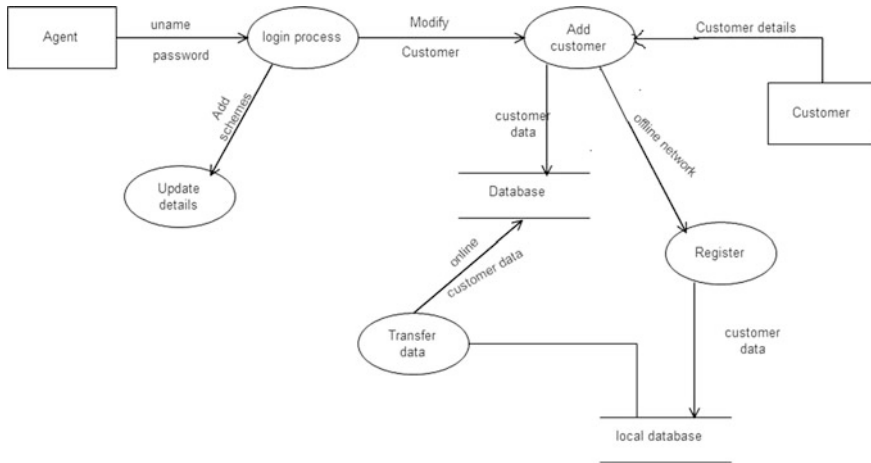 Agent
uname
password
login process
Modify
Customer
Add
customer
Customer details
Customer
Add
schemes
Update
details
customer
data
offline network
Database
online
customer data
Register
Transfer
data
customer
data
local database